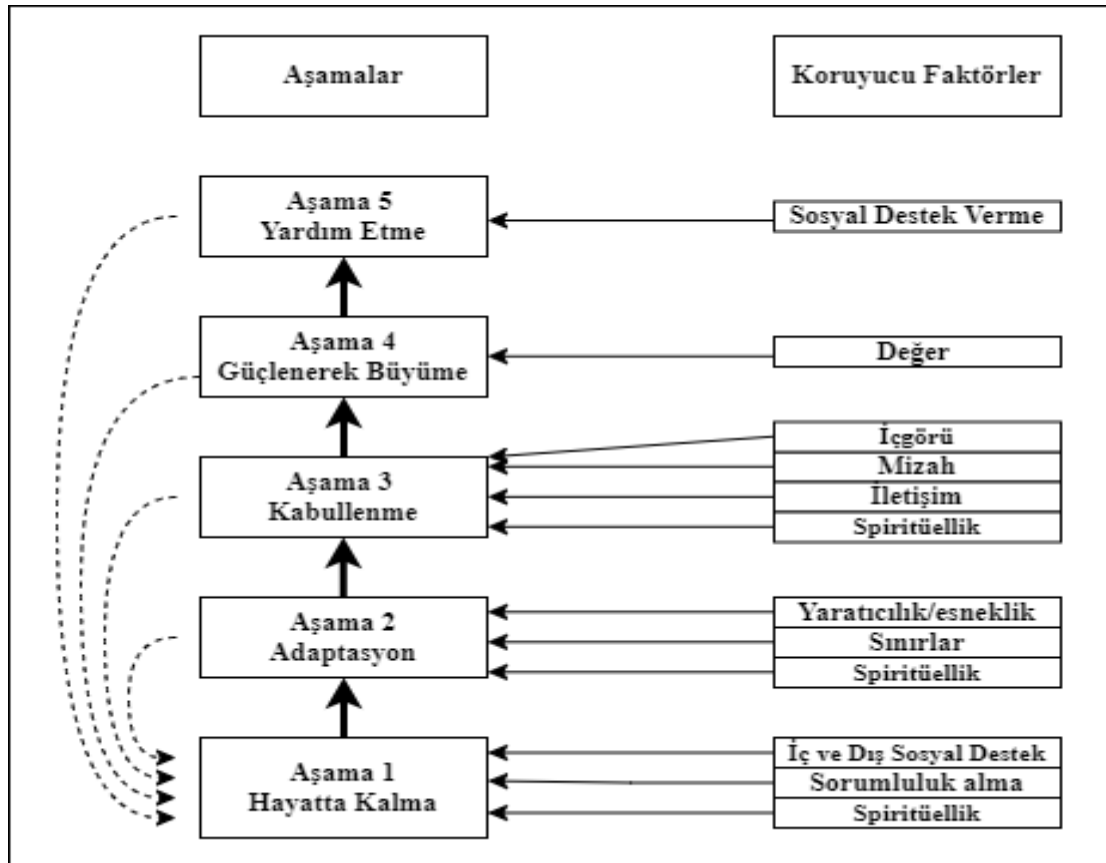 Aşamalar
Koruyucu Faktörler
Aşama 5
Yardım Etme
Sosyal Destek Verme
Aşama 4
Güçlenerek Büyüme
Değer
Aşama 3
Kabullenme
İçgörü
Mizah
İletişim
Spiritüellik
Aşama 2
Adaptasyon
Yaratıcılık/esneklik
Sınırlar
Spiritüellik
Aşama 1
Hayatta Kalma
İç ve Dış Sosyal Destek
Sorumluluk alma
Spiritüellik